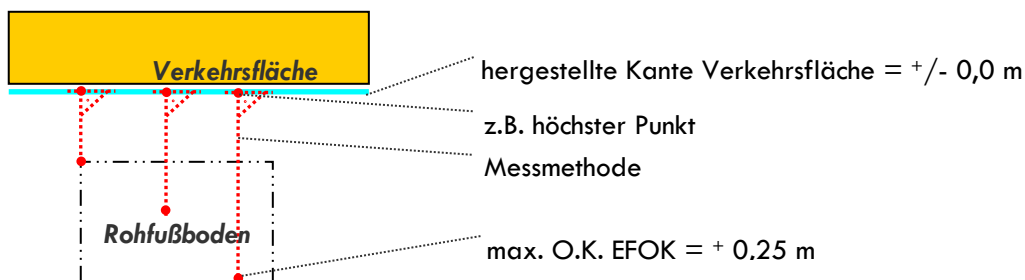 Verkehrsfläche
hergestellte Kante Verkehrsfläche = ⁺/- 0,0 m
z.B. höchster Punkt
Messmethode
Rohfußboden
max. O.K. EFOK = ⁺ 0,25 m